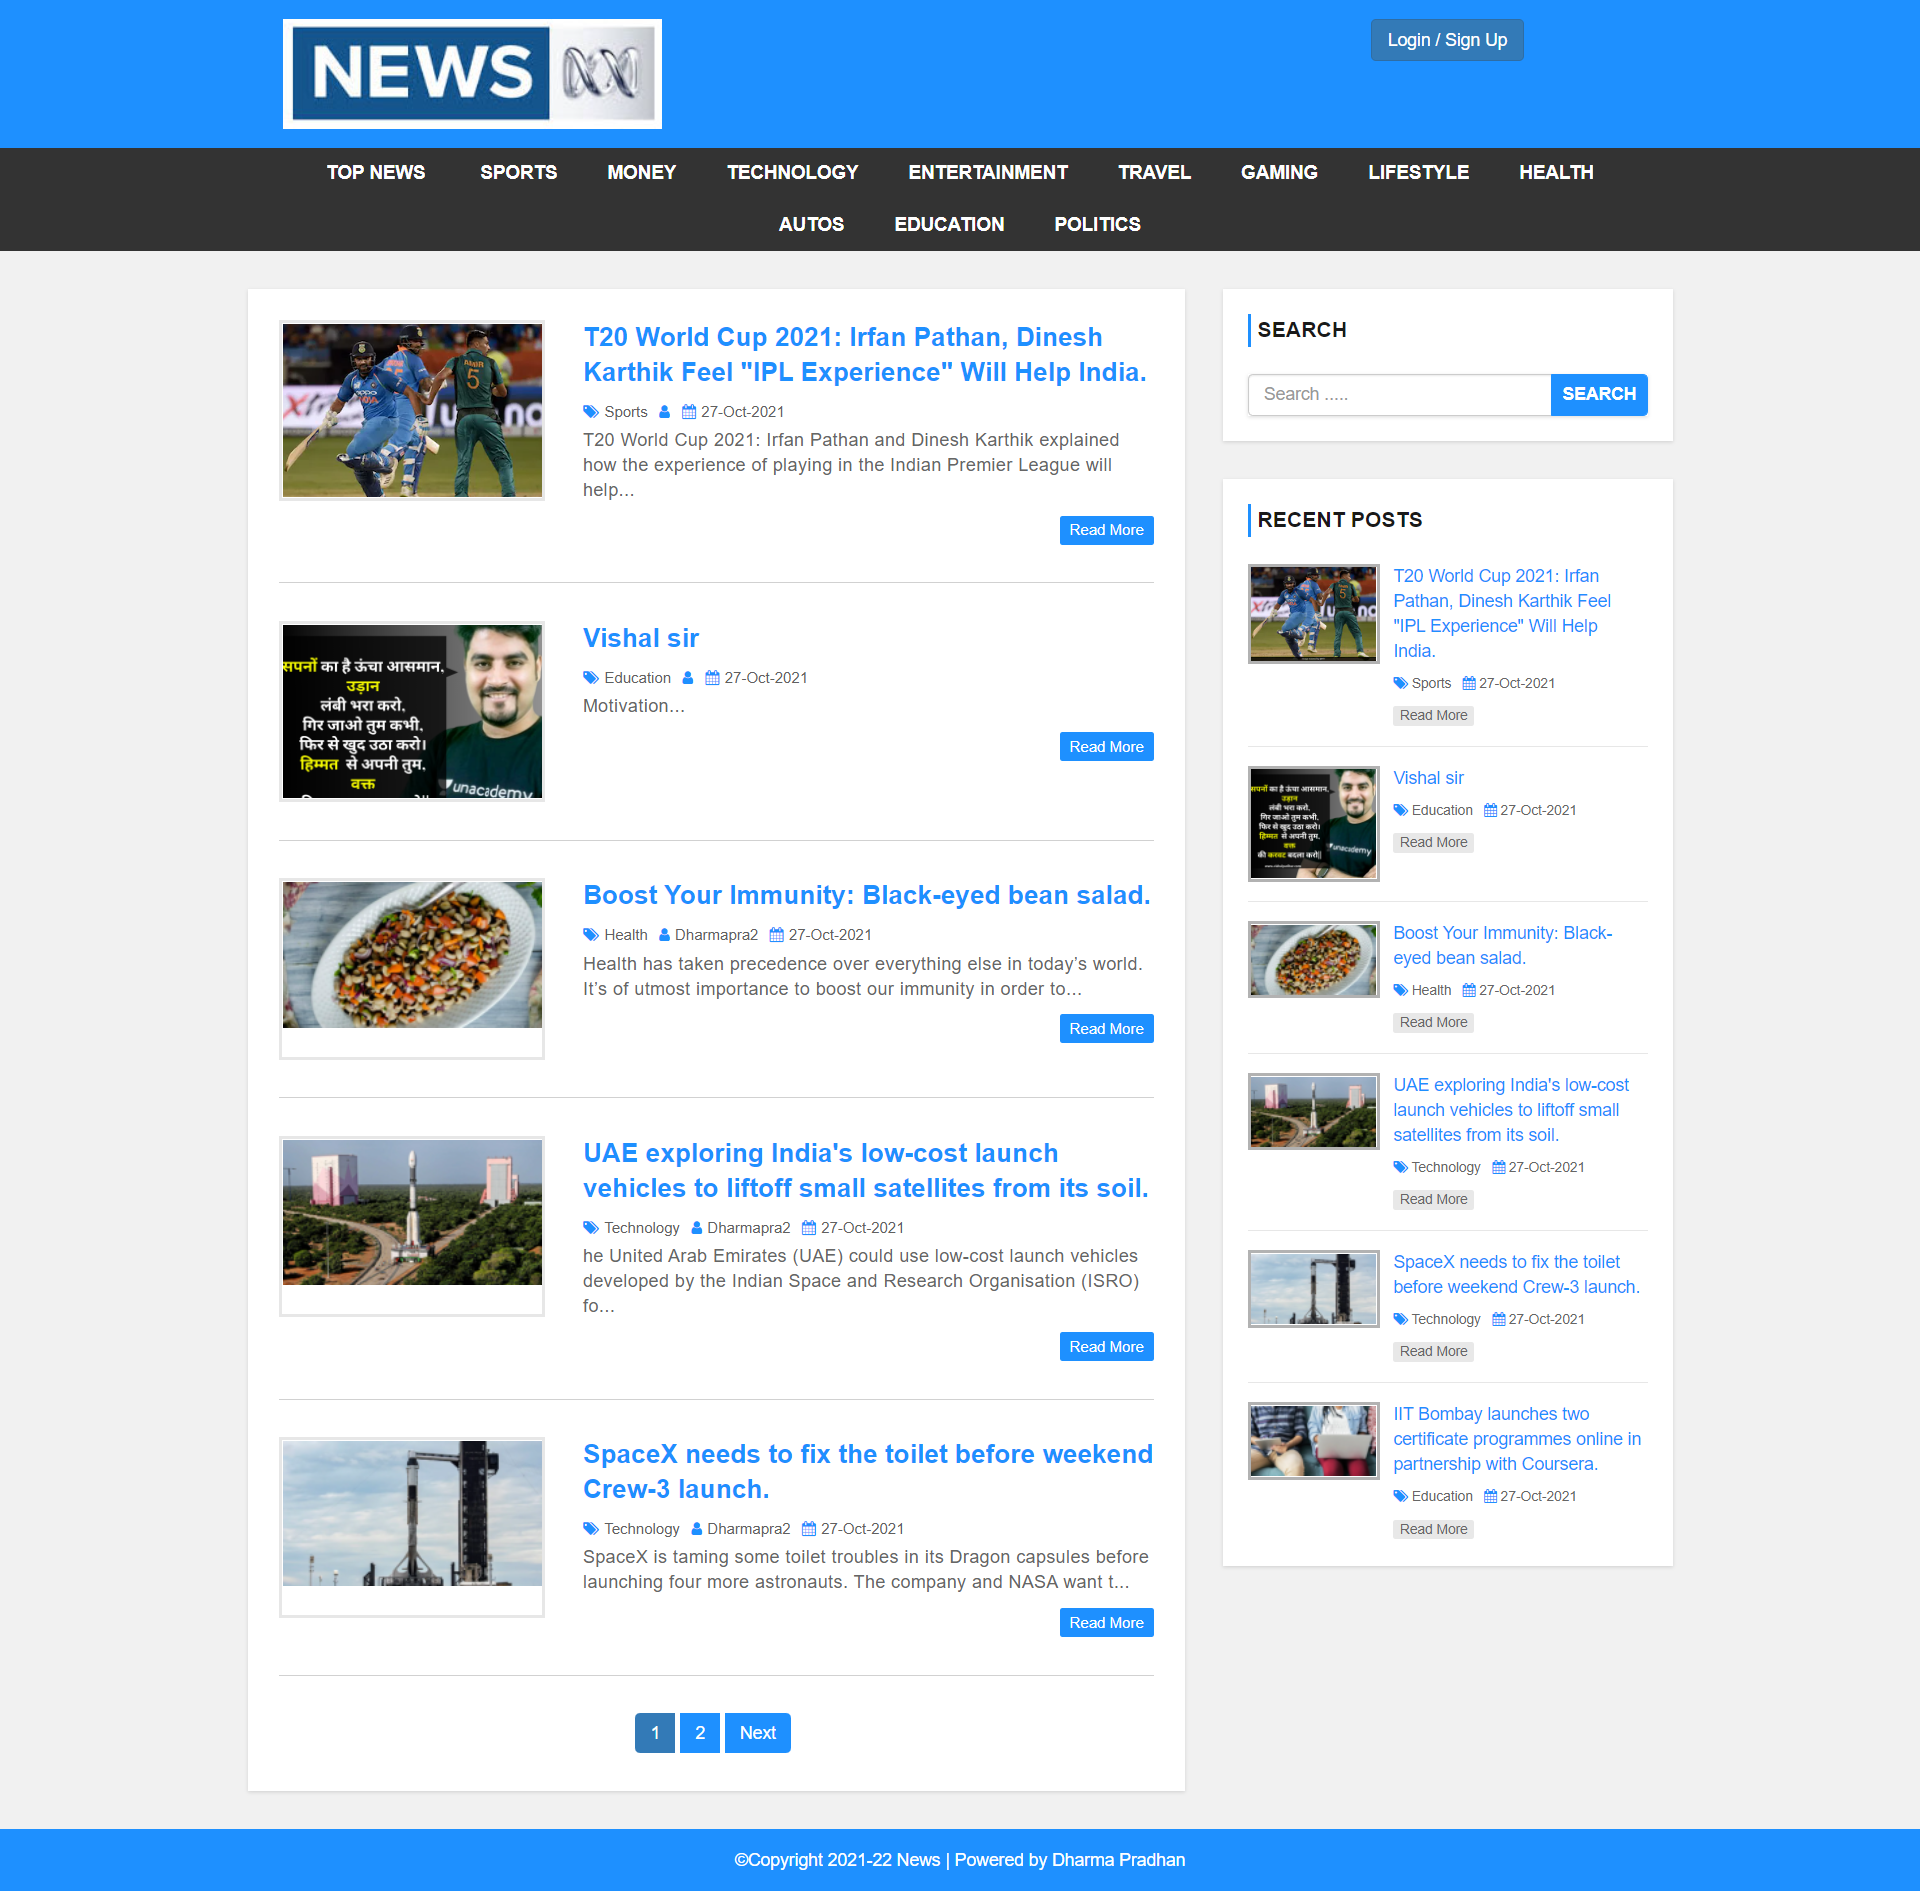 NEWS
Login / Sign Up
TOP NEWS SPORTS MONEY TECHNOLOGY ENTERTAINMENT TRAVEL GAMING LIFESTYLE HEALTH
AUTOS EDUCATION POLITICS
T20 World Cup 2021: Irfan Pathan, Dinesh
Karthik Feel "IPL Experience" Will Help India.
Sports 27-Oct-2021
T20 World Cup 2021: Irfan Pathan and Dinesh Karthik explained
how the experience of playing in the Indian Premier League will
help...
Read More
सपनों का है ऊंचा आसमान,
उड़ान
लंबी भरा करो,
गिर जाओ तुम कभी,
फिर से खुद उठा करो।
हिम्मत से अपनी तुम,
वक्त
unacademy
Vishal sir
Education 27-Oct-2021
Motivation...
Read More
Boost Your Immunity: Black-eyed bean salad.
Health Dharmapra2 27-Oct-2021
Health has taken precedence over everything else in today’s world.
It’s of utmost importance to boost our immunity in order to...
Read More
UAE exploring India's low-cost launch
vehicles to liftoff small satellites from its soil.
Technology Dharmapra2 27-Oct-2021
he United Arab Emirates (UAE) could use low-cost launch vehicles
developed by the Indian Space and Research Organisation (ISRO)
fo...
Read More
SpaceX needs to fix the toilet before weekend
Crew-3 launch.
Technology Dharmapra2 27-Oct-2021
SpaceX is taming some toilet troubles in its Dragon capsules before
launching four more astronauts. The company and NASA want t...
Read More
1 2 Next
SEARCH
Search ..... SEARCH
RECENT POSTS
T20 World Cup 2021: Irfan
Pathan, Dinesh Karthik Feel
"IPL Experience" Will Help
India.
Sports 27-Oct-2021
Read More
सपनों का है ऊंचा आसमान,
उड़ान
लंबी भरा करो,
गिर जाओ तुम कभी,
फिर से खुद उठा करो।
हिम्मत से अपनी तुम,
वक्त
की करवट बदला करो||
unacademy
Vishal sir
Education 27-Oct-2021
Read More
Boost Your Immunity: Black-
eyed bean salad.
Health 27-Oct-2021
Read More
UAE exploring India's low-cost
launch vehicles to liftoff small
satellites from its soil.
Technology 27-Oct-2021
Read More
SpaceX needs to fix the toilet
before weekend Crew-3 launch.
Technology 27-Oct-2021
Read More
IIT Bombay launches two
certificate programmes online in
partnership with Coursera.
Education 27-Oct-2021
Read More
©Copyright 2021-22 News | Powered by Dharma Pradhan